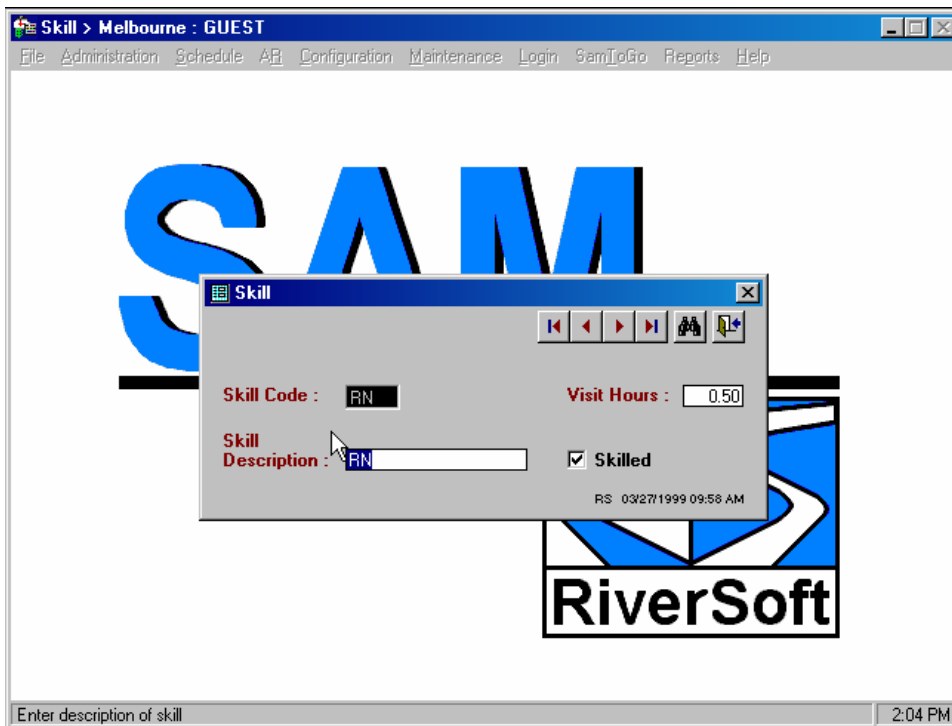 Skill > Melbourne : GUEST
File Administration Schedule AR Configuration Maintenance Login SamToGo Reports Help
SAM
Skill
Skill Code : RN Visit Hours : 0.50
Skill
Description : RN Skilled
RS 03/27/1999 09:58 AM
RiverSoft
Enter description of skill 2:04 PM